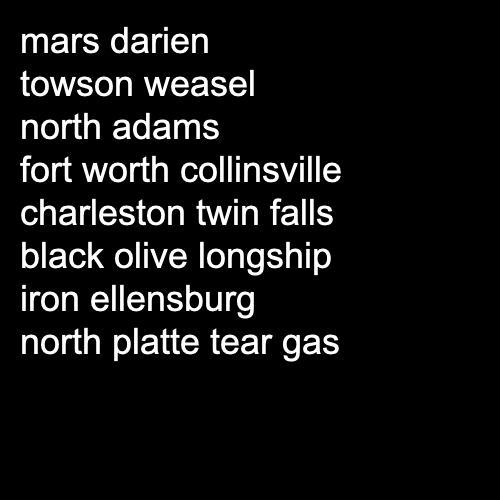 mars darien
towson weasel
north adams
fort worth collinsville
charleston twin falls
black olive longship
iron ellensburg
north platte tear gas